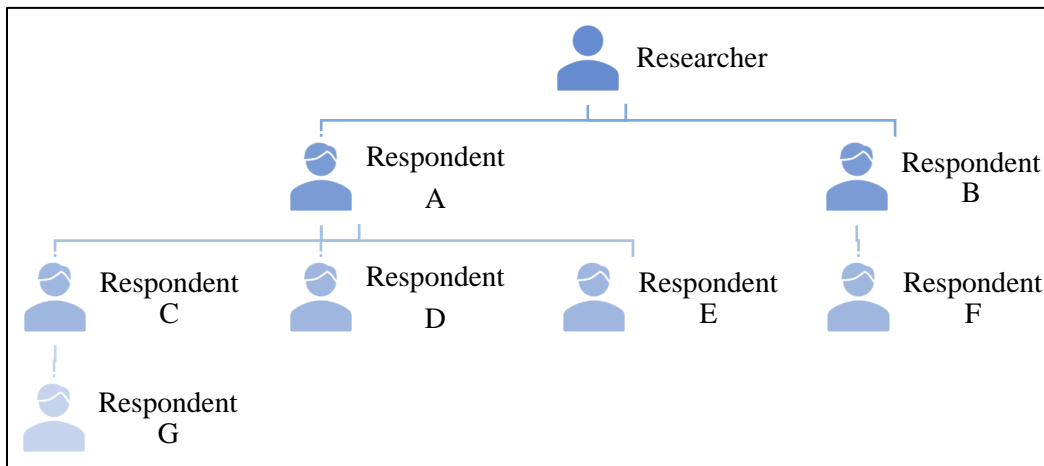 Researcher
Respondent
A
Respondent
B
Respondent
C
Respondent
D
Respondent
E
Respondent
F
Respondent
G